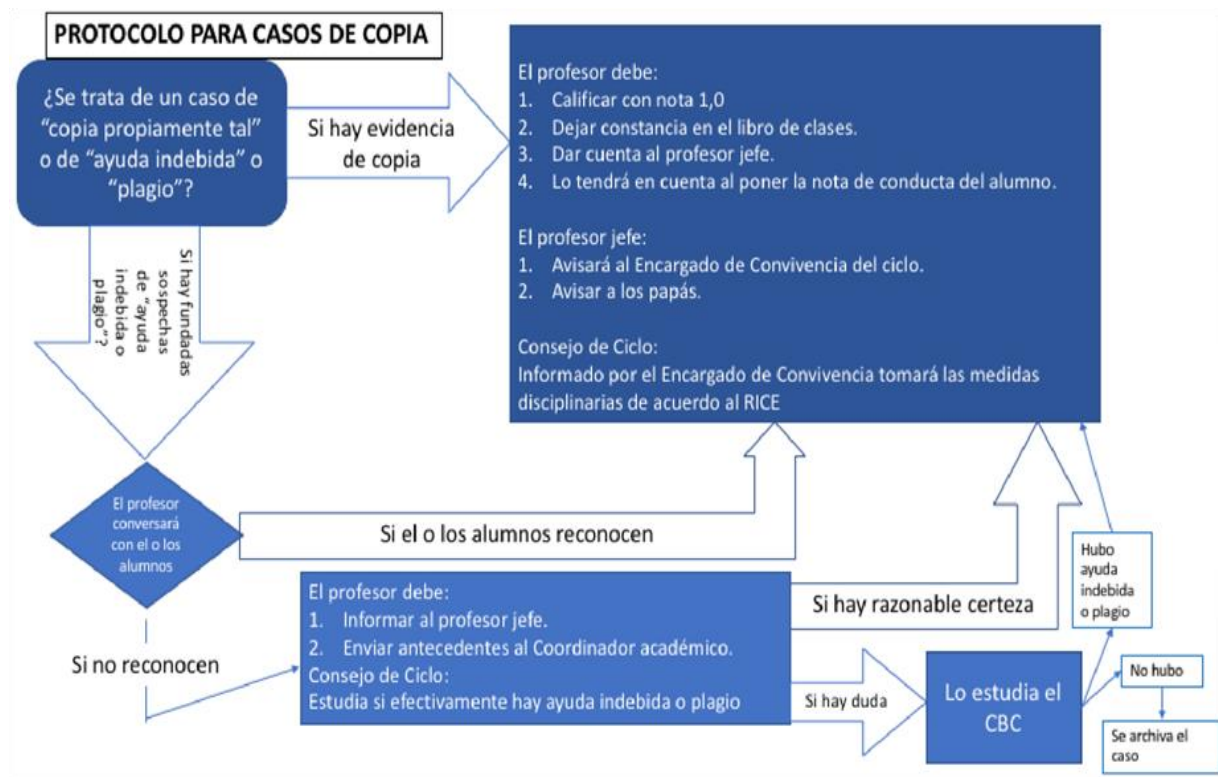 PROTOCOLO PARA CASOS DE COPIA
¿Se trata de un caso de
“copia propiamente tal”
o de “ayuda indebida” o
“plagio”?
Si hay evidencia
de copia
El profesor debe:
1. Calificar con nota 1,0
2. Dejar constancia en el libro de clases.
3. Dar cuenta al profesor jefe.
4. Lo tendrá en cuenta al poner la nota de conducta del alumno.
El profesor jefe:
1. Avisará al Encargado de Convivencia del ciclo.
2. Avisar a los papás.
Consejo de Ciclo:
Informado por el Encargado de Convivencia tomará las medidas
disciplinarias de acuerdo al RICE
Si hay fundadas
sospechas
de “ayuda
indebida o
plagio”?
El profesor
conversará
con el o los
alumnos
Si el o los alumnos reconocen
Si no reconocen
El profesor debe:
1. Informar al profesor jefe.
2. Enviar antecedentes al Coordinador académico.
Consejo de Ciclo:
Estudia si efectivamente hay ayuda indebida o plagio
Si hay razonable certeza
Si hay duda
Lo estudia el
CBC
Hubo
ayuda
indebida
o plagio
No hubo
Se archiva el
caso